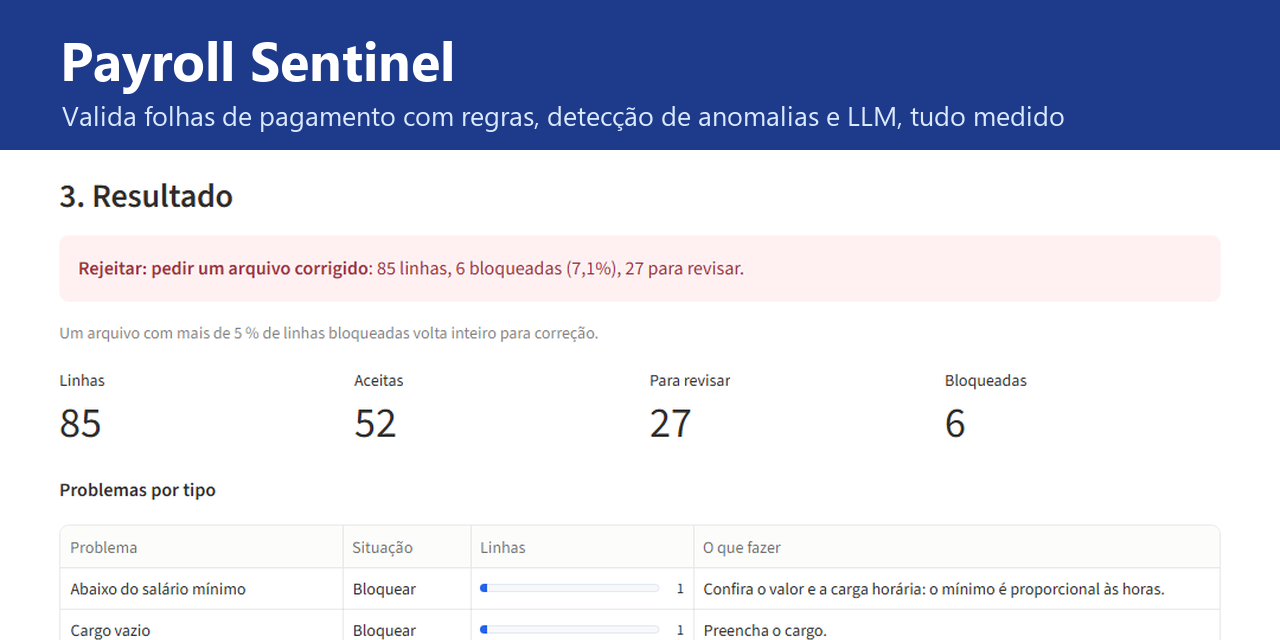 Payroll Sentinel
Valida folhas de pagamento com regras, detecção de anomalias e LLM, tudo medido
3. Resultado
Rejeitar: pedir um arquivo corrigido: 85 linhas, 6 bloqueadas (7,1%), 27 para revisar.
Um arquivo com mais de 5 % de linhas bloqueadas volta inteiro para correção.
Linhas Aceitas Para revisar Bloqueadas
85 52 27 6
Problemas por tipo
Problema Situação Linhas O que fazer
Abaixo do salário mínimo Bloquear 1 Confira o valor e a carga horária: o mínimo é proporcional às horas.
Cargo vazio Bloquear 1 Preencha o cargo.